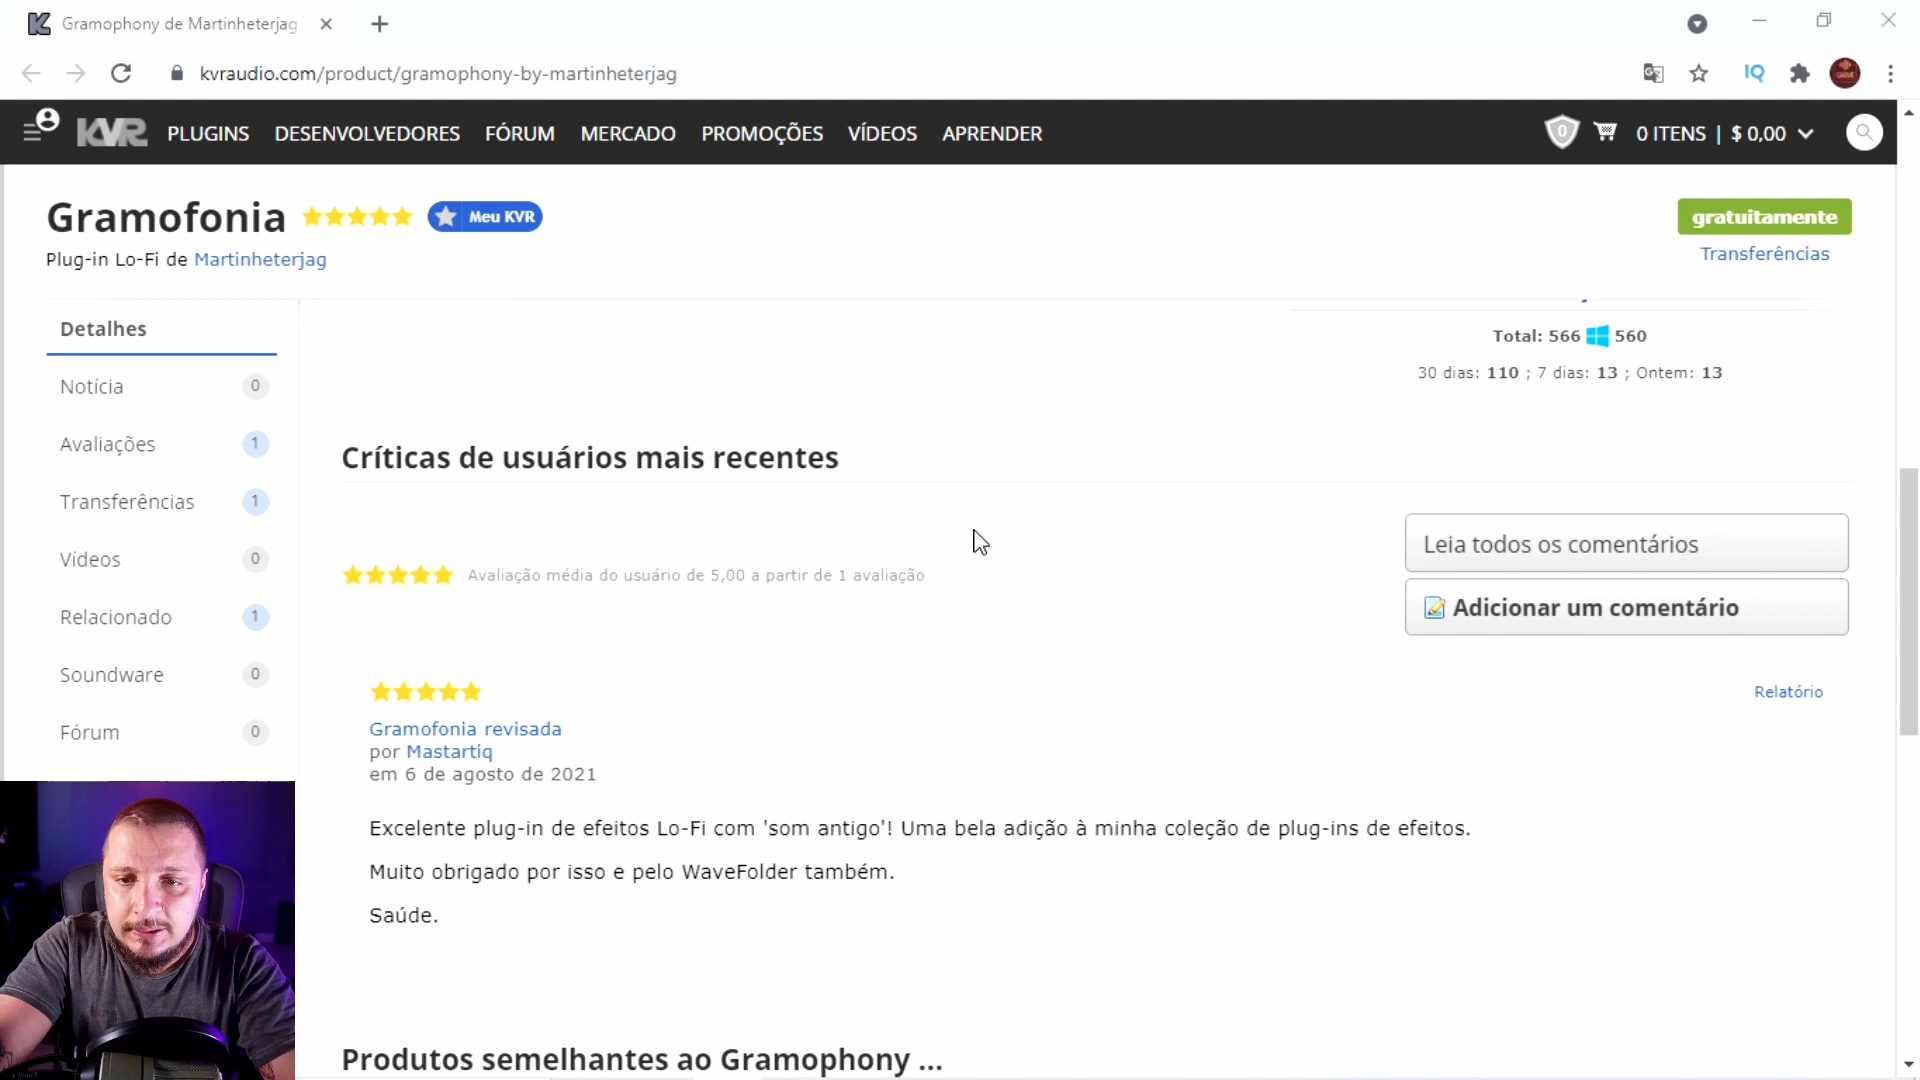 Gramophony de Martinheterjag
kvraudio.com/product/gramophony-by-martinheterjag
IQ
KVR PLUGINS DESENVOLVEDORES FÓRUM MERCADO PROMOÇÕES VÍDEOS APRENDER 0 0 ITENS | $ 0,00
Gramofonia Meu KVR gratuitamente
Plug-in Lo-Fi de Martinheterjag Transferências
Detalhes
Notícia 0
Avaliações 1
Transferências 1
Vídeos 0
Relacionado 1
Soundware 0
Fórum 0
Total: 566 560
30 dias: 110 ; 7 dias: 13 ; Ontem: 13
Críticas de usuários mais recentes
Avaliação média do usuário de 5,00 a partir de 1 avaliação
Leia todos os comentários
Adicionar um comentário
Relatório
Gramofonia revisada
por Mastartiq
em 6 de agosto de 2021
Excelente plug-in de efeitos Lo-Fi com 'som antigo'! Uma bela adição à minha coleção de plug-ins de efeitos.
Muito obrigado por isso e pelo WaveFolder também.
Saúde.
Produtos semelhantes ao Gramophony ...